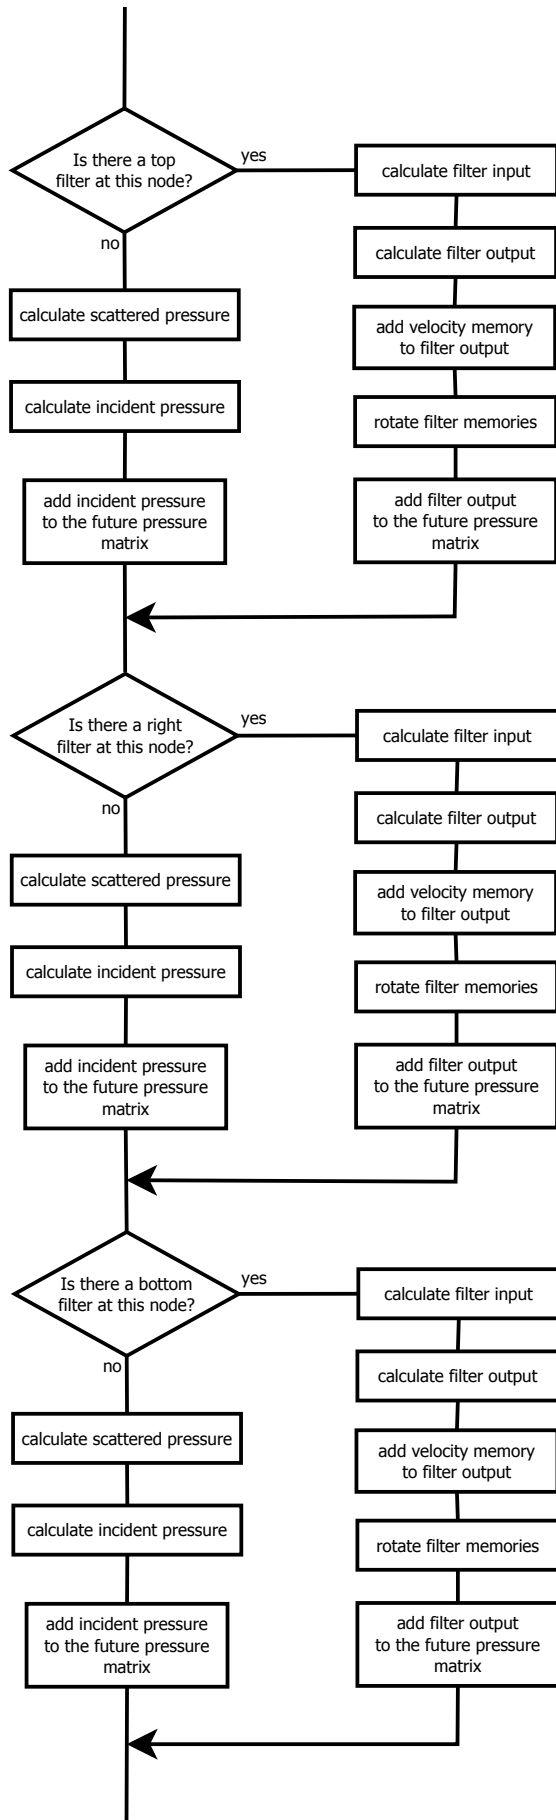 Is there a top
filter at this node?
yes
no
calculate scattered pressure
calculate incident pressure
add incident pressure
to the future pressure
matrix
calculate filter input
calculate filter output
add velocity memory
to filter output
rotate filter memories
add filter output
to the future pressure
matrix
Is there a right
filter at this node?
yes
no
calculate scattered pressure
calculate incident pressure
add incident pressure
to the future pressure
matrix
calculate filter input
calculate filter output
add velocity memory
to filter output
rotate filter memories
add filter output
to the future pressure
matrix
Is there a bottom
filter at this node?
yes
no
calculate scattered pressure
calculate incident pressure
add incident pressure
to the future pressure
matrix
calculate filter input
calculate filter output
add velocity memory
to filter output
rotate filter memories
add filter output
to the future pressure
matrix